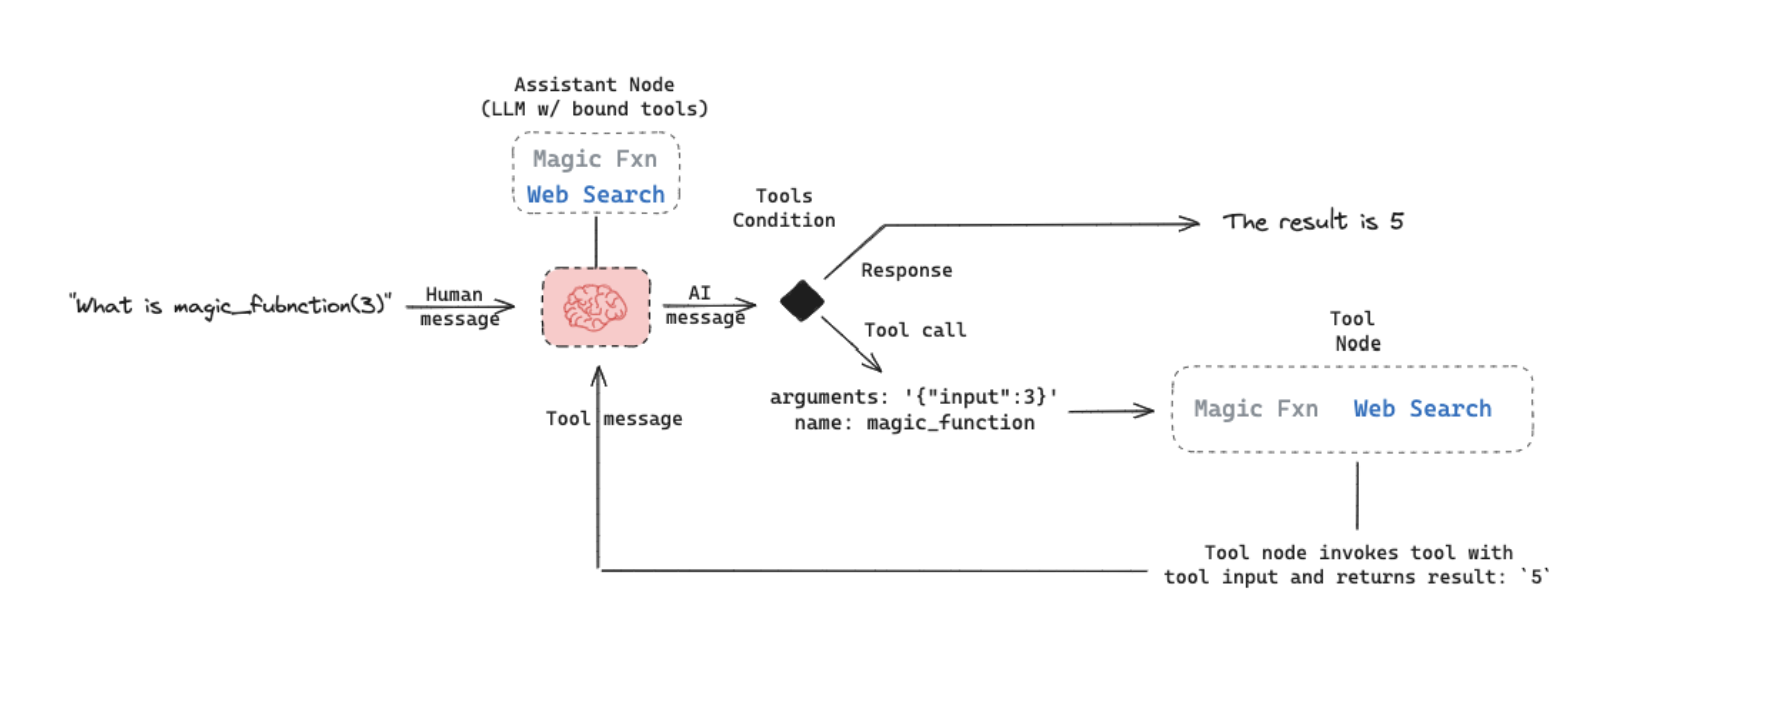 Assistant Node
(LLM w/ bound tools)
Magic Fxn
Web Search
Tools
Condition
The result is 5
Response
"What is magic_fubnction(3)"
Human
message
AI
message
Tool call
Tool
Node
arguments: '{"input":3}'
name: magic_function
Magic Fxn Web Search
Tool message
Tool node invokes tool with
tool input and returns result: `5`